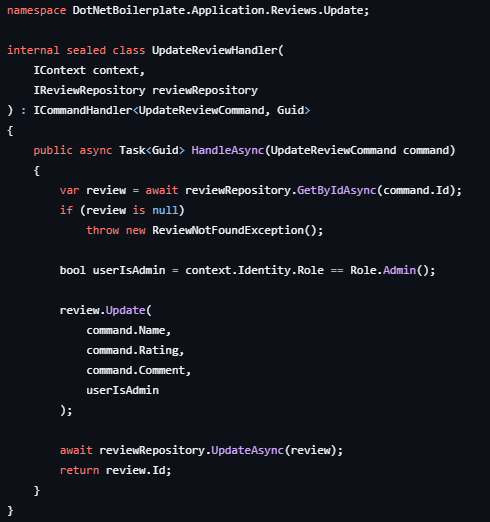 namespace DotNetBoilerplate.Application.Reviews.Update;

internal sealed class UpdateReviewHandler(
    IContext context,
    IReviewRepository reviewRepository
) : ICommandHandler<UpdateReviewCommand, Guid>
{
    public async Task<Guid> HandleAsync(UpdateReviewCommand command)
    {
        var review = await reviewRepository.GetByIdAsync(command.Id);
        if (review is null)
            throw new ReviewNotFoundException();

        bool userIsAdmin = context.Identity.Role == Role.Admin();

        review.Update(
            command.Name,
            command.Rating,
            command.Comment,
            userIsAdmin
        );

        await reviewRepository.UpdateAsync(review);
        return review.Id;
    }
}